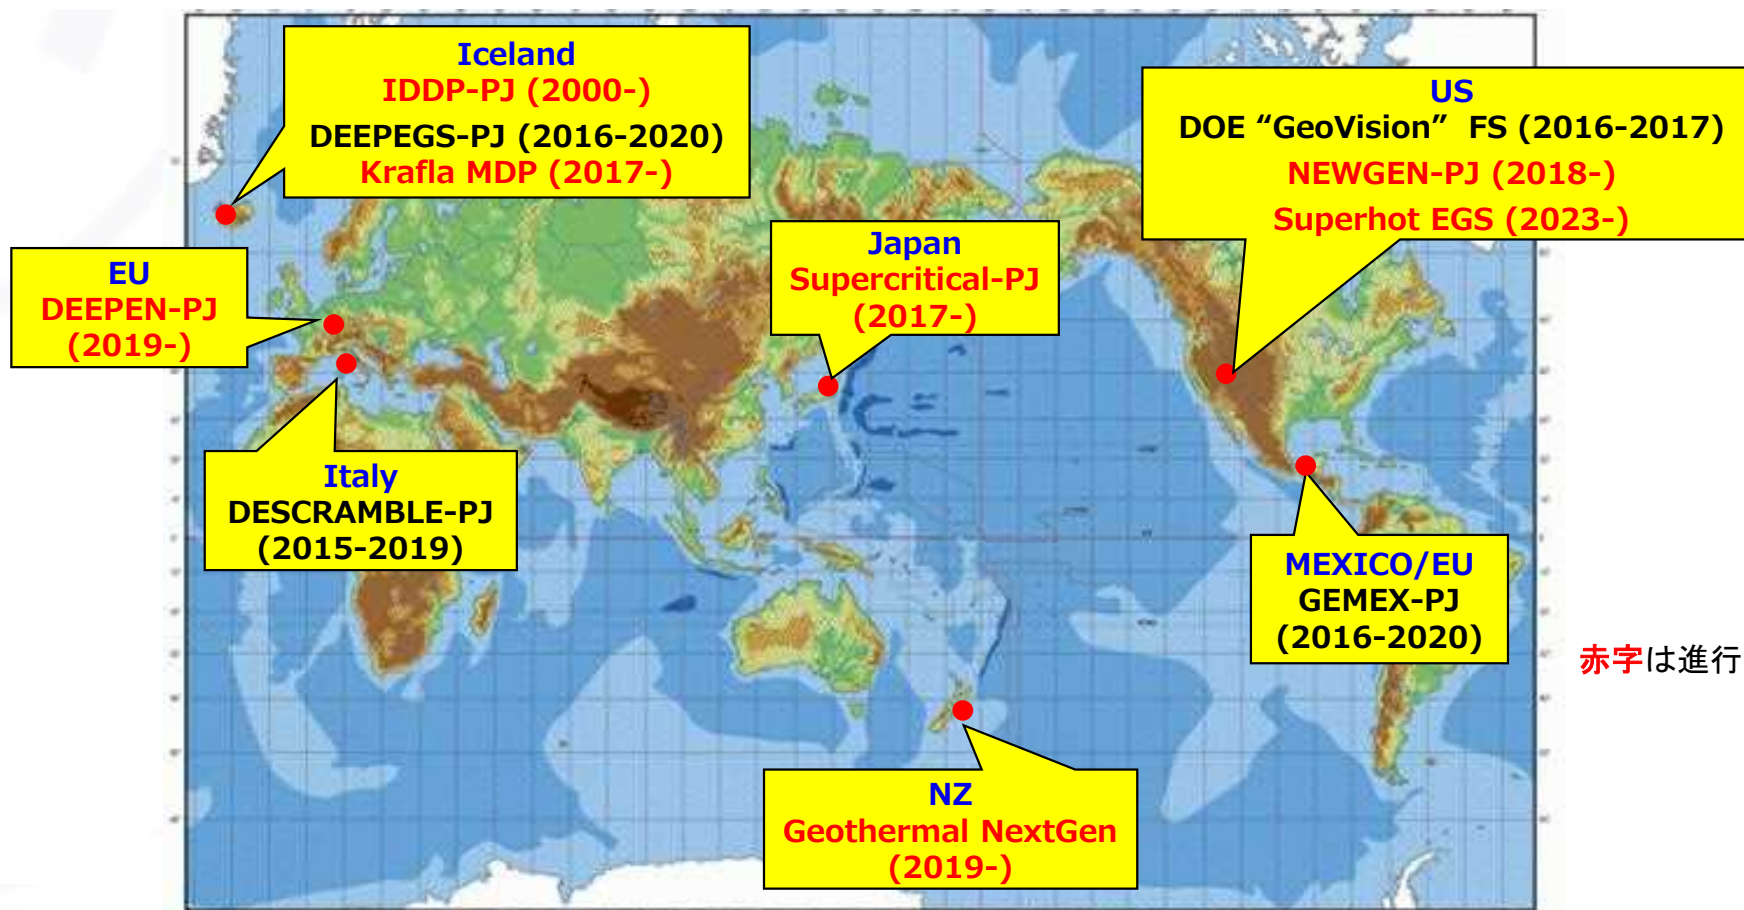 Iceland
IDDP-PJ (2000-)
DEEPEGS-PJ (2016-2020)
Krafla MDP (2017-)
US
DOE “GeoVision” FS (2016-2017)
NEWGEN-PJ (2018-)
Superhot EGS (2023-)
EU
DEEPEN-PJ
(2019-)
Japan
Supercritical-PJ
(2017-)
Italy
DESCRAMBLE-PJ
(2015-2019)
MEXICO/EU
GEMEX-PJ
(2016-2020)
赤字は進行
NZ
Geothermal NextGen
(2019-)